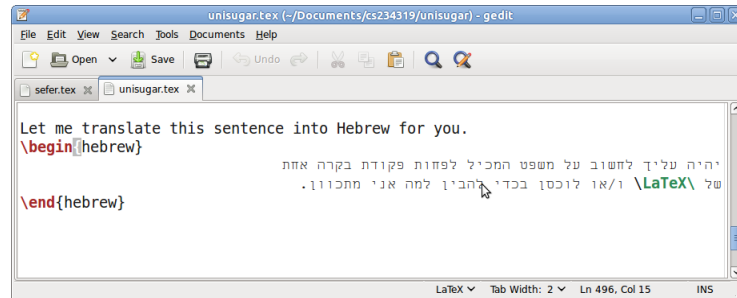 unisugar.tex (~/Documents/cs234319/unisugar) - gedit
File Edit View Search Tools Documents Help
Open Save Undo
sefer.tex unisugar.tex
Let me translate this sentence into Hebrew for you.
\begin{hebrew}
יהיה עליך לחשוב על משפט המכיל לפחות פקודת בקרה אחת
של \LaTeX\ ו/או לוכסן בכדי להבין למה אני מתכוון.
\end{hebrew}
LaTeX Tab Width: 2 Ln 496, Col 15 INS